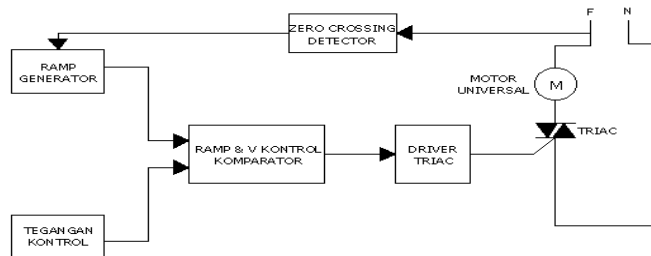 F N
ZERO CROSSING
DETECTOR
RAMP
GENERATOR
MOTOR
UNIVERSAL
M
TRIAC
RAMP & V KONTROL
KOMPARATOR
DRIVER
TRIAC
TEGANGAN
KONTROL